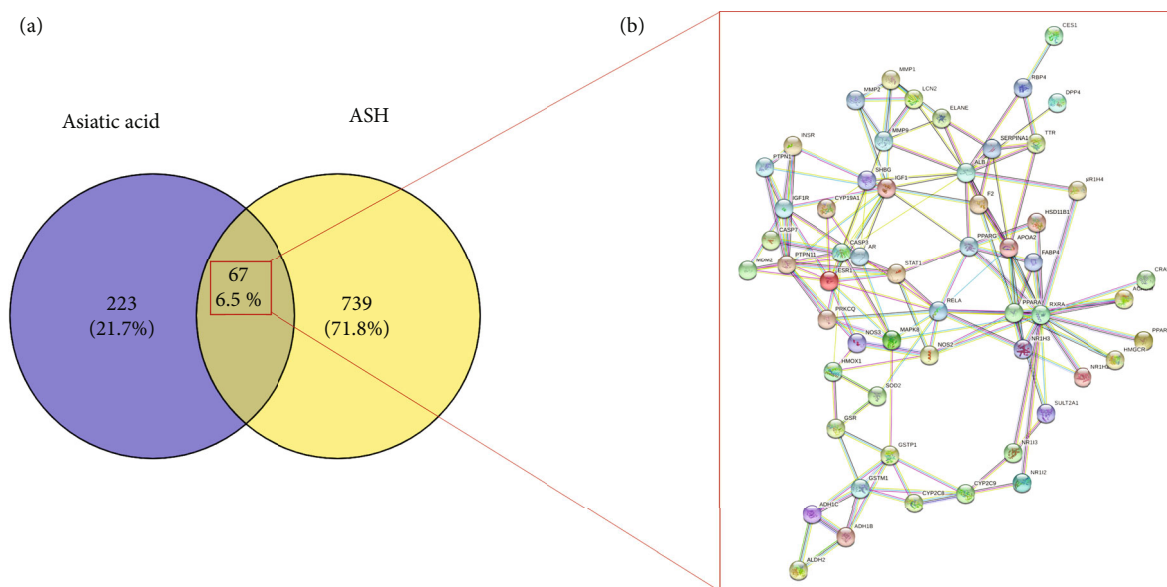 (a)
Asiatic acid
ASH
223
(21.7%)
67
6.5 %
739
(71.8%)
(b)
CES1
MMP1
RBP4
MMP2
LCN2
DPP4
ELANE
INSR
MMP9
SERPINA1
TTR
PTPN1
ALB
SHBG
IGF1
IGF1R
CYP19A1
F2
HSD11B1
CASP7
CASP3
AR
PPARG
APOA2
FABP4
PTPN11
STAT1
ESR1
CRA
RELA
PPARA
RXRA
PRKCQ
NOS3
MAPK8
NOS2
NR1H3
PPAR
HMGCR
HMOX1
SOD2
SULT2A1
GSR
GSTP1
NR1I3
GSTM1
CYP2C8
CYP2C9
NR1I2
ADH1C
ADH1B
ALDH2